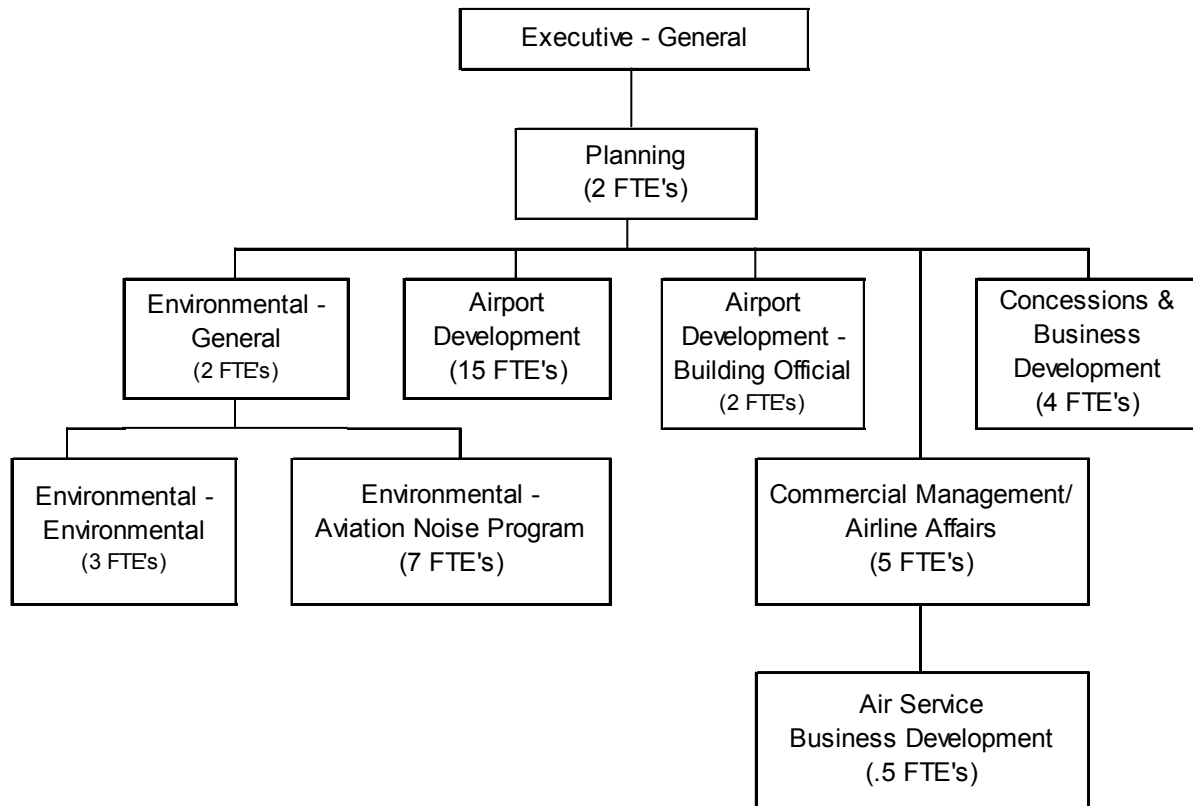 Executive - General
Planning
(2 FTE's)
Environmental -
General
(2 FTE's)
Airport
Development
(15 FTE's)
Airport
Development -
Building Official
(2 FTE's)
Concessions &
Business
Development
(4 FTE's)
Environmental -
Environmental
(3 FTE's)
Environmental -
Aviation Noise Program
(7 FTE's)
Commercial Management/
Airline Affairs
(5 FTE's)
Air Service
Business Development
(.5 FTE's)